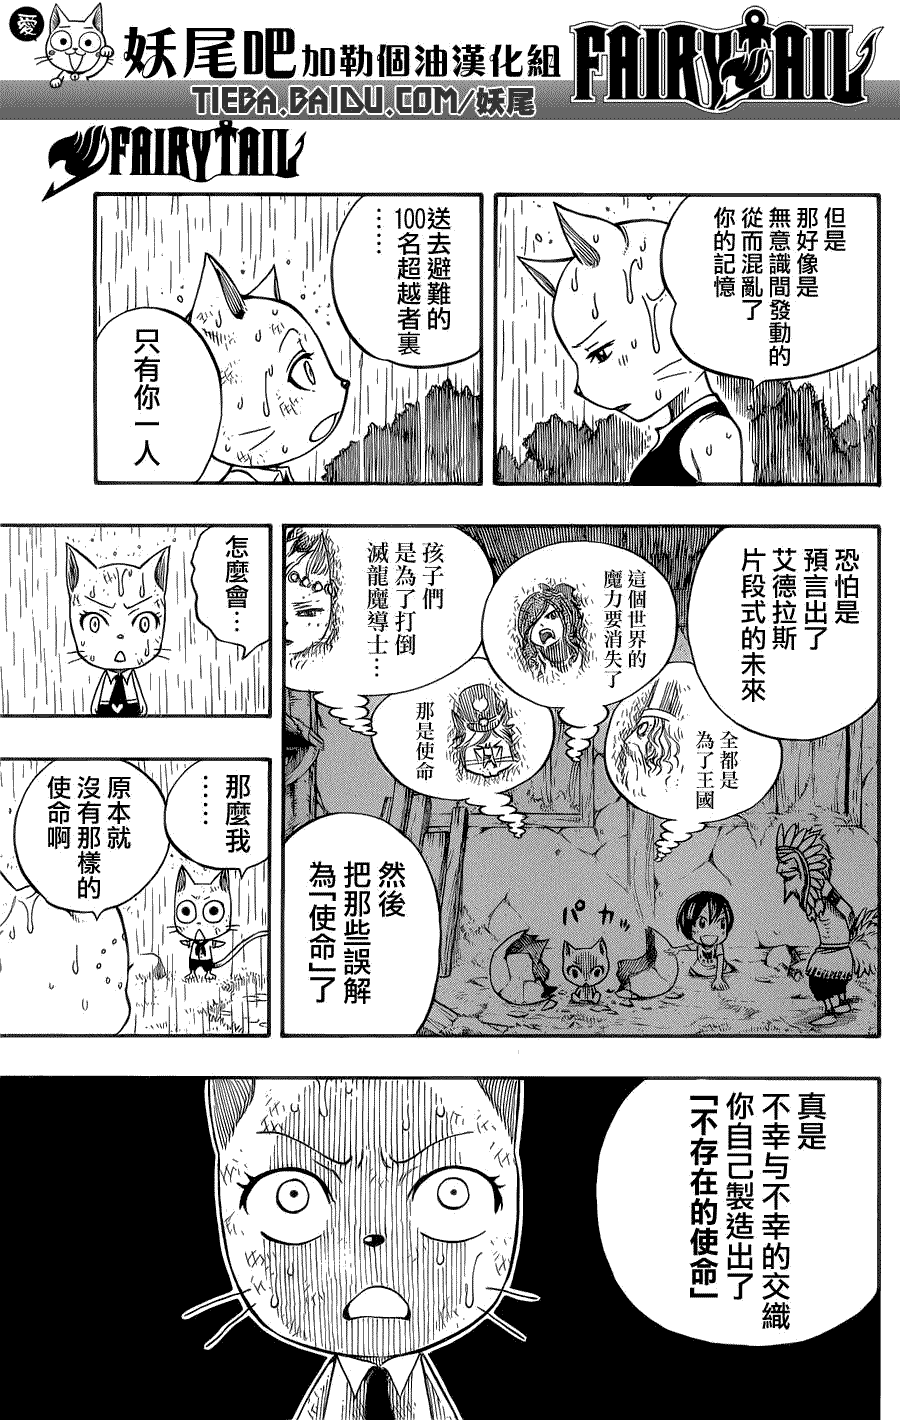 愛
妖尾吧加勒個油漢化組
TIEBA.BAIDU.COM/妖尾
FAIRY TAIL
FAIRY TAIL
但是
那好像是
無意識間發動的
從而混亂了
你的記憶
送去避難的
100名超越者裏
……
只有你一人
恐怕是
預言出了
艾德拉斯
片段式的未來
全都是
為了王國
這個世界的
魔力要消失了
那是使命
孩子們
是為了打倒
滅龍魔導士…
パカッ
然後
把那些誤解
為「使命」了
怎麼會…
那麼我
……
原本就
沒有那樣的
使命啊
真是
不幸与不幸的交織
你自己製造出了
「不存在的使命」